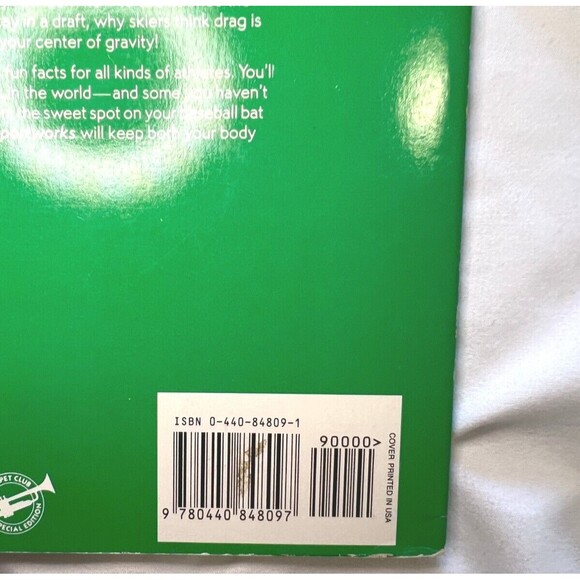 ay in a draft, why skiers think drag is
your center of gravity!
fun facts for all kinds of athletes. You'll
in the world—and some you haven't
the sweet spot on your baseball bat
portworks will keep both your body
ISBN 0-440-84809-1
90000>
9 780440 848097
COVER PRINTED IN USA
PET CLUB
SPECIAL EDITION